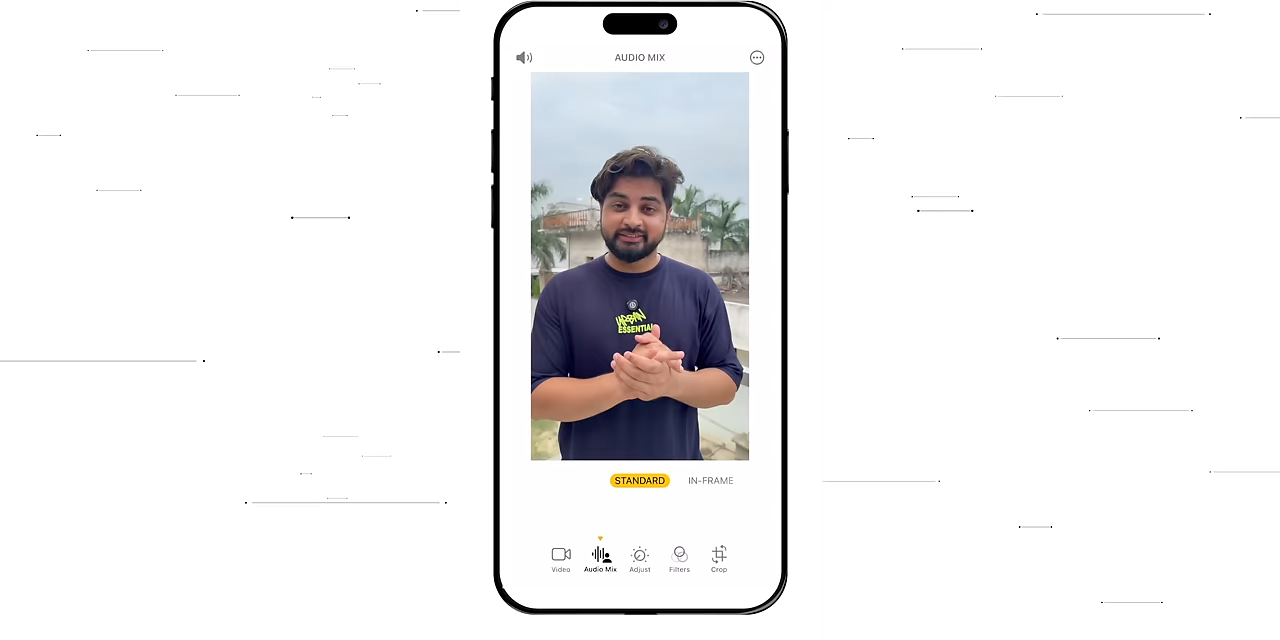 AUDIO MIX
URBAN
ESSENTIAL
STANDARD IN-FRAME
Video Audio Mix Adjust Filters Crop